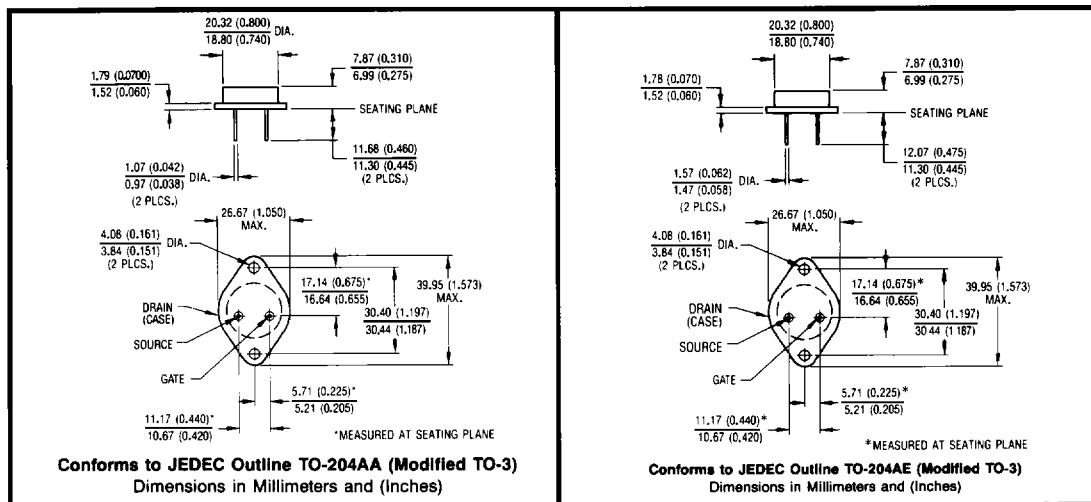 20.32 (0.800)
18.80 (0.740) DIA.
1.79 (0.0700)
1.52 (0.060)
7.87 (0.310)
6.99 (0.275)
SEATING PLANE
11.68 (0.460)
11.30 (0.445)
(2 PLCS.)
1.07 (0.042)
0.97 (0.038) DIA.
(2 PLCS.)
26.67 (1.050)
MAX.
4.08 (0.161)
3.84 (0.151) DIA.
(2 PLCS.)
17.14 (0.675)*
16.64 (0.655)
39.95 (1.573)
MAX.
30.40 (1.197)
30.44 (1.187)
DRAIN
(CASE)
SOURCE
GATE
5.71 (0.225)*
5.21 (0.205)
11.17 (0.440)*
10.67 (0.420)
*MEASURED AT SEATING PLANE
Conforms to JEDEC Outline TO-204AA (Modified TO-3)
Dimensions in Millimeters and (Inches)
20.32 (0.800)
18.80 (0.740)
1.78 (0.070)
1.52 (0.060)
7.87 (0.310)
6.99 (0.275)
SEATING PLANE
12.07 (0.475)
11.30 (0.445)
(2 PLCS.)
1.57 (0.062)
1.47 (0.058) DIA.
(2 PLCS.)
26.67 (1.050)
MAX.
4.08 (0.161)
3.84 (0.151) DIA.
(2 PLCS.)
17.14 (0.675)*
16.64 (0.655)
39.95 (1.573)
MAX.
30.40 (1.197)
30.44 (1.187)
DRAIN
(CASE)
SOURCE
GATE
5.71 (0.225)*
5.21 (0.205)
11.17 (0.440)*
10.67 (0.420)
*MEASURED AT SEATING PLANE
Conforms to JEDEC Outline TO-204AE (Modified TO-3)
Dimensions in Millimeters and (Inches)